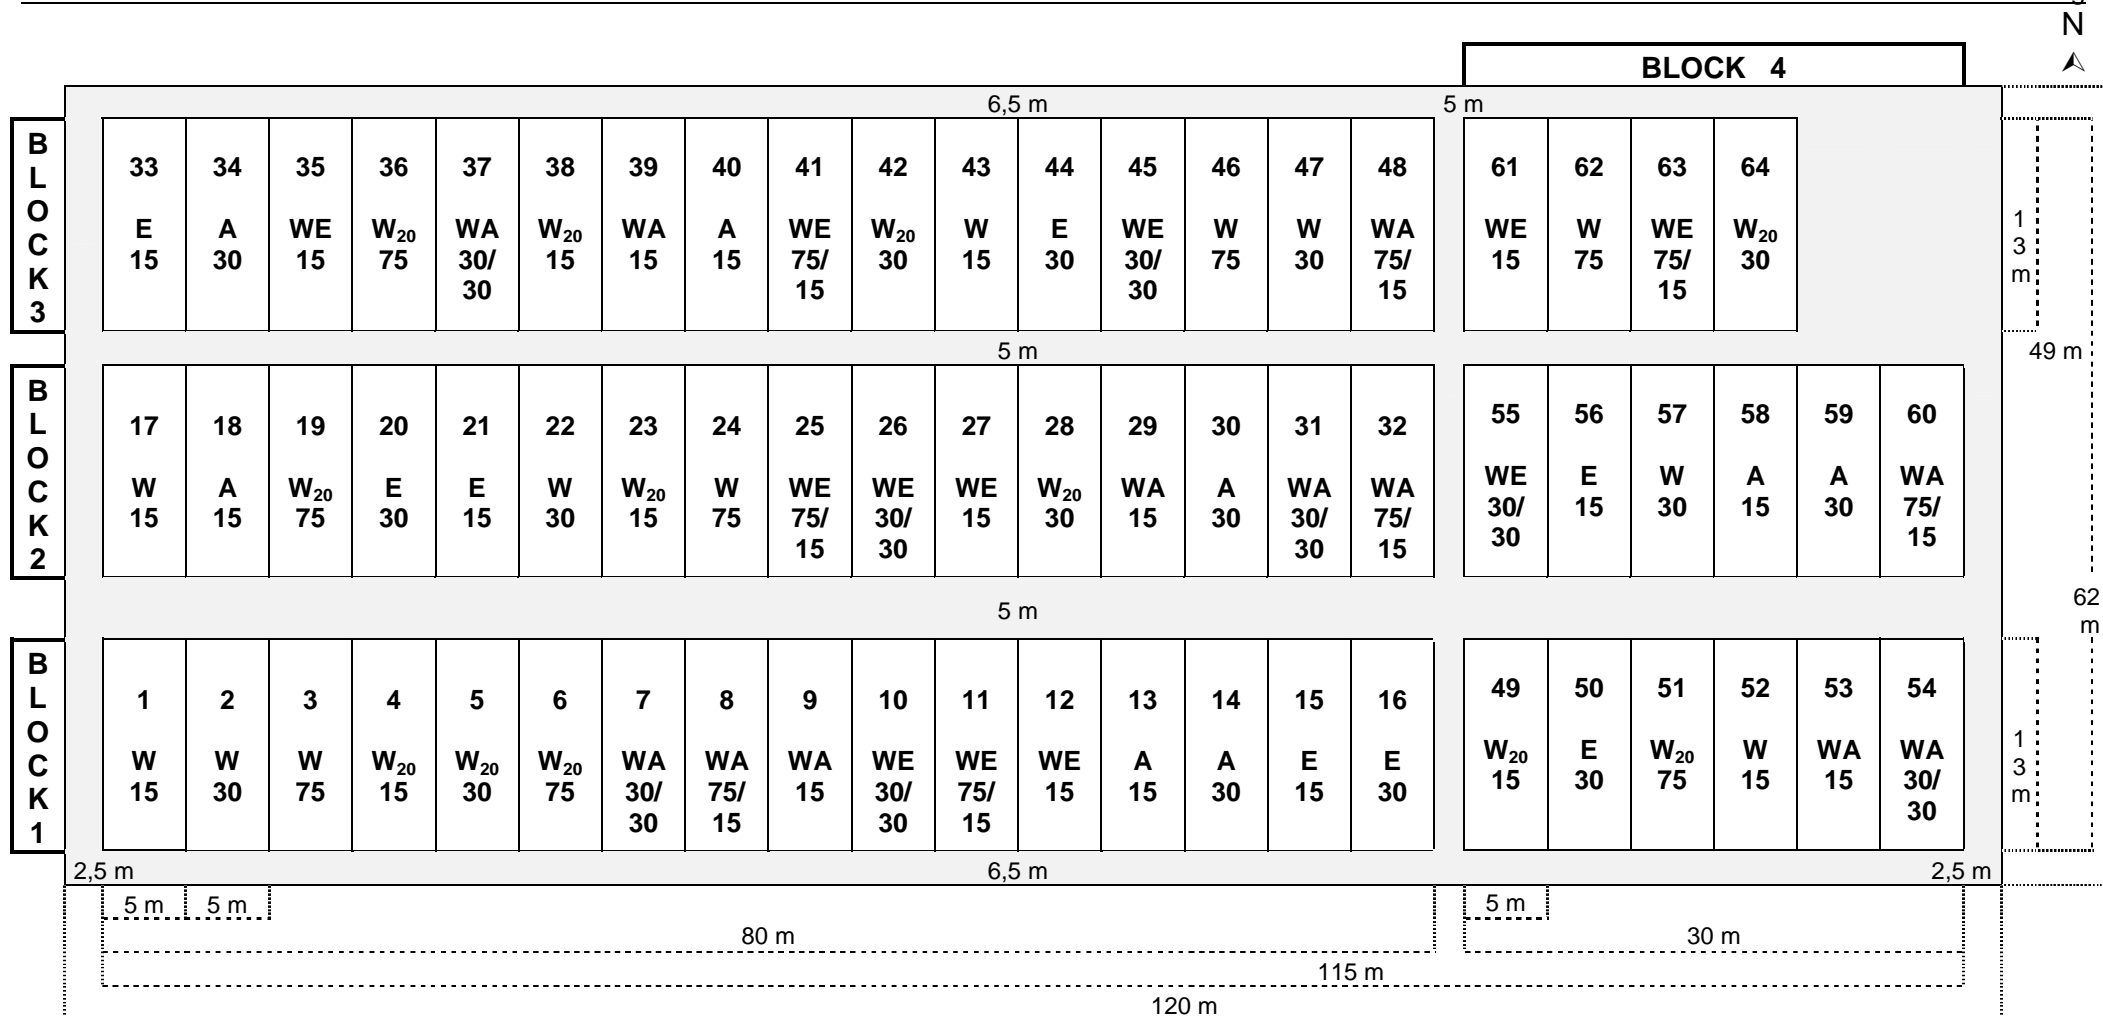 N
BLOCK 4
6,5 m 5 m
BLOCK3
33 34 35 36 37 38 39 40 41 42 43 44 45 46 47 48 61 62 63 64
E A WE W20 WA W20 WA A WE W20 W E WE W W WA WE W WE W20
15 30 15 75 30/ 15 15 15 75/ 30 15 30 30/ 75 30 75/ 15 75 75/ 30
30 15 30 15 15
13 m
5 m
49 m
BLOCK2
17 18 19 20 21 22 23 24 25 26 27 28 29 30 31 32 55 56 57 58 59 60
W A W20 E E W W20 W WE WE WE W20 WA A WA WA WE E W A A WA
15 15 75 30 15 30 15 75 75/ 30/ 15 30 15 30 30/ 75/ 30/ 15 30 15 30 75/
15 30 30 15 30 15
5 m
62
m
BLOCK1
1 2 3 4 5 6 7 8 9 10 11 12 13 14 15 16 49 50 51 52 53 54
W W W W20 W20 W20 WA WA WA WE WE WE A A E E W20 E W20 W WA WA
15 30 75 15 30 75 30/ 75/ 15 30/ 75/ 15 15 30 15 30 15 30 75 15 15 30/
30 15 30 15 30
13 m
2,5 m 6,5 m 2,5 m
5 m 5 m 5 m
80 m 30 m
115 m
120 m